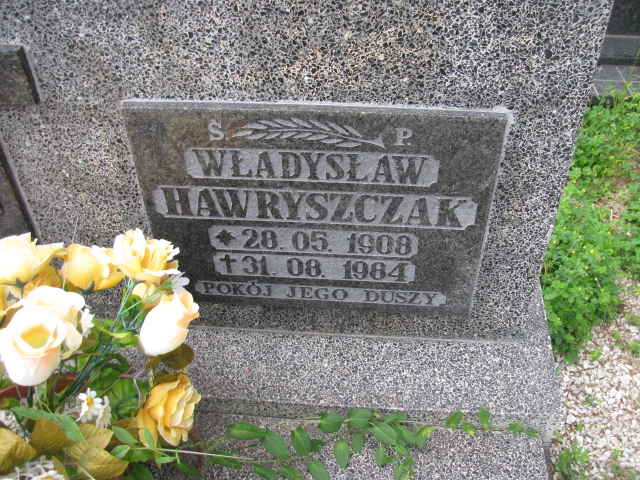 Ś. P.
WŁADYSŁAW
HAWRYSZCZAK
* 28. 05. 1908
† 31. 08. 1984
POKÓJ JEGO DUSZY